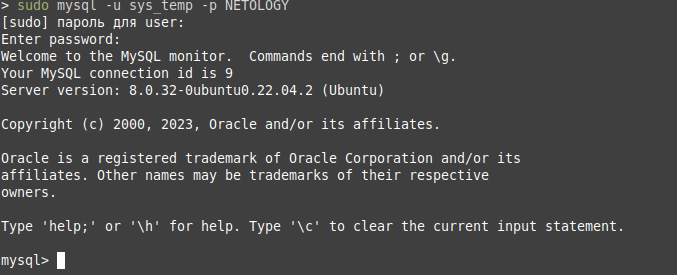 > sudo mysql -u sys_temp -p NETOLOGY
[sudo] пароль для user:
Enter password:
Welcome to the MySQL monitor.  Commands end with ; or \g.
Your MySQL connection id is 9
Server version: 8.0.32-0ubuntu0.22.04.2 (Ubuntu)

Copyright (c) 2000, 2023, Oracle and/or its affiliates.

Oracle is a registered trademark of Oracle Corporation and/or its
affiliates. Other names may be trademarks of their respective
owners.

Type 'help;' or '\h' for help. Type '\c' to clear the current input statement.

mysql>